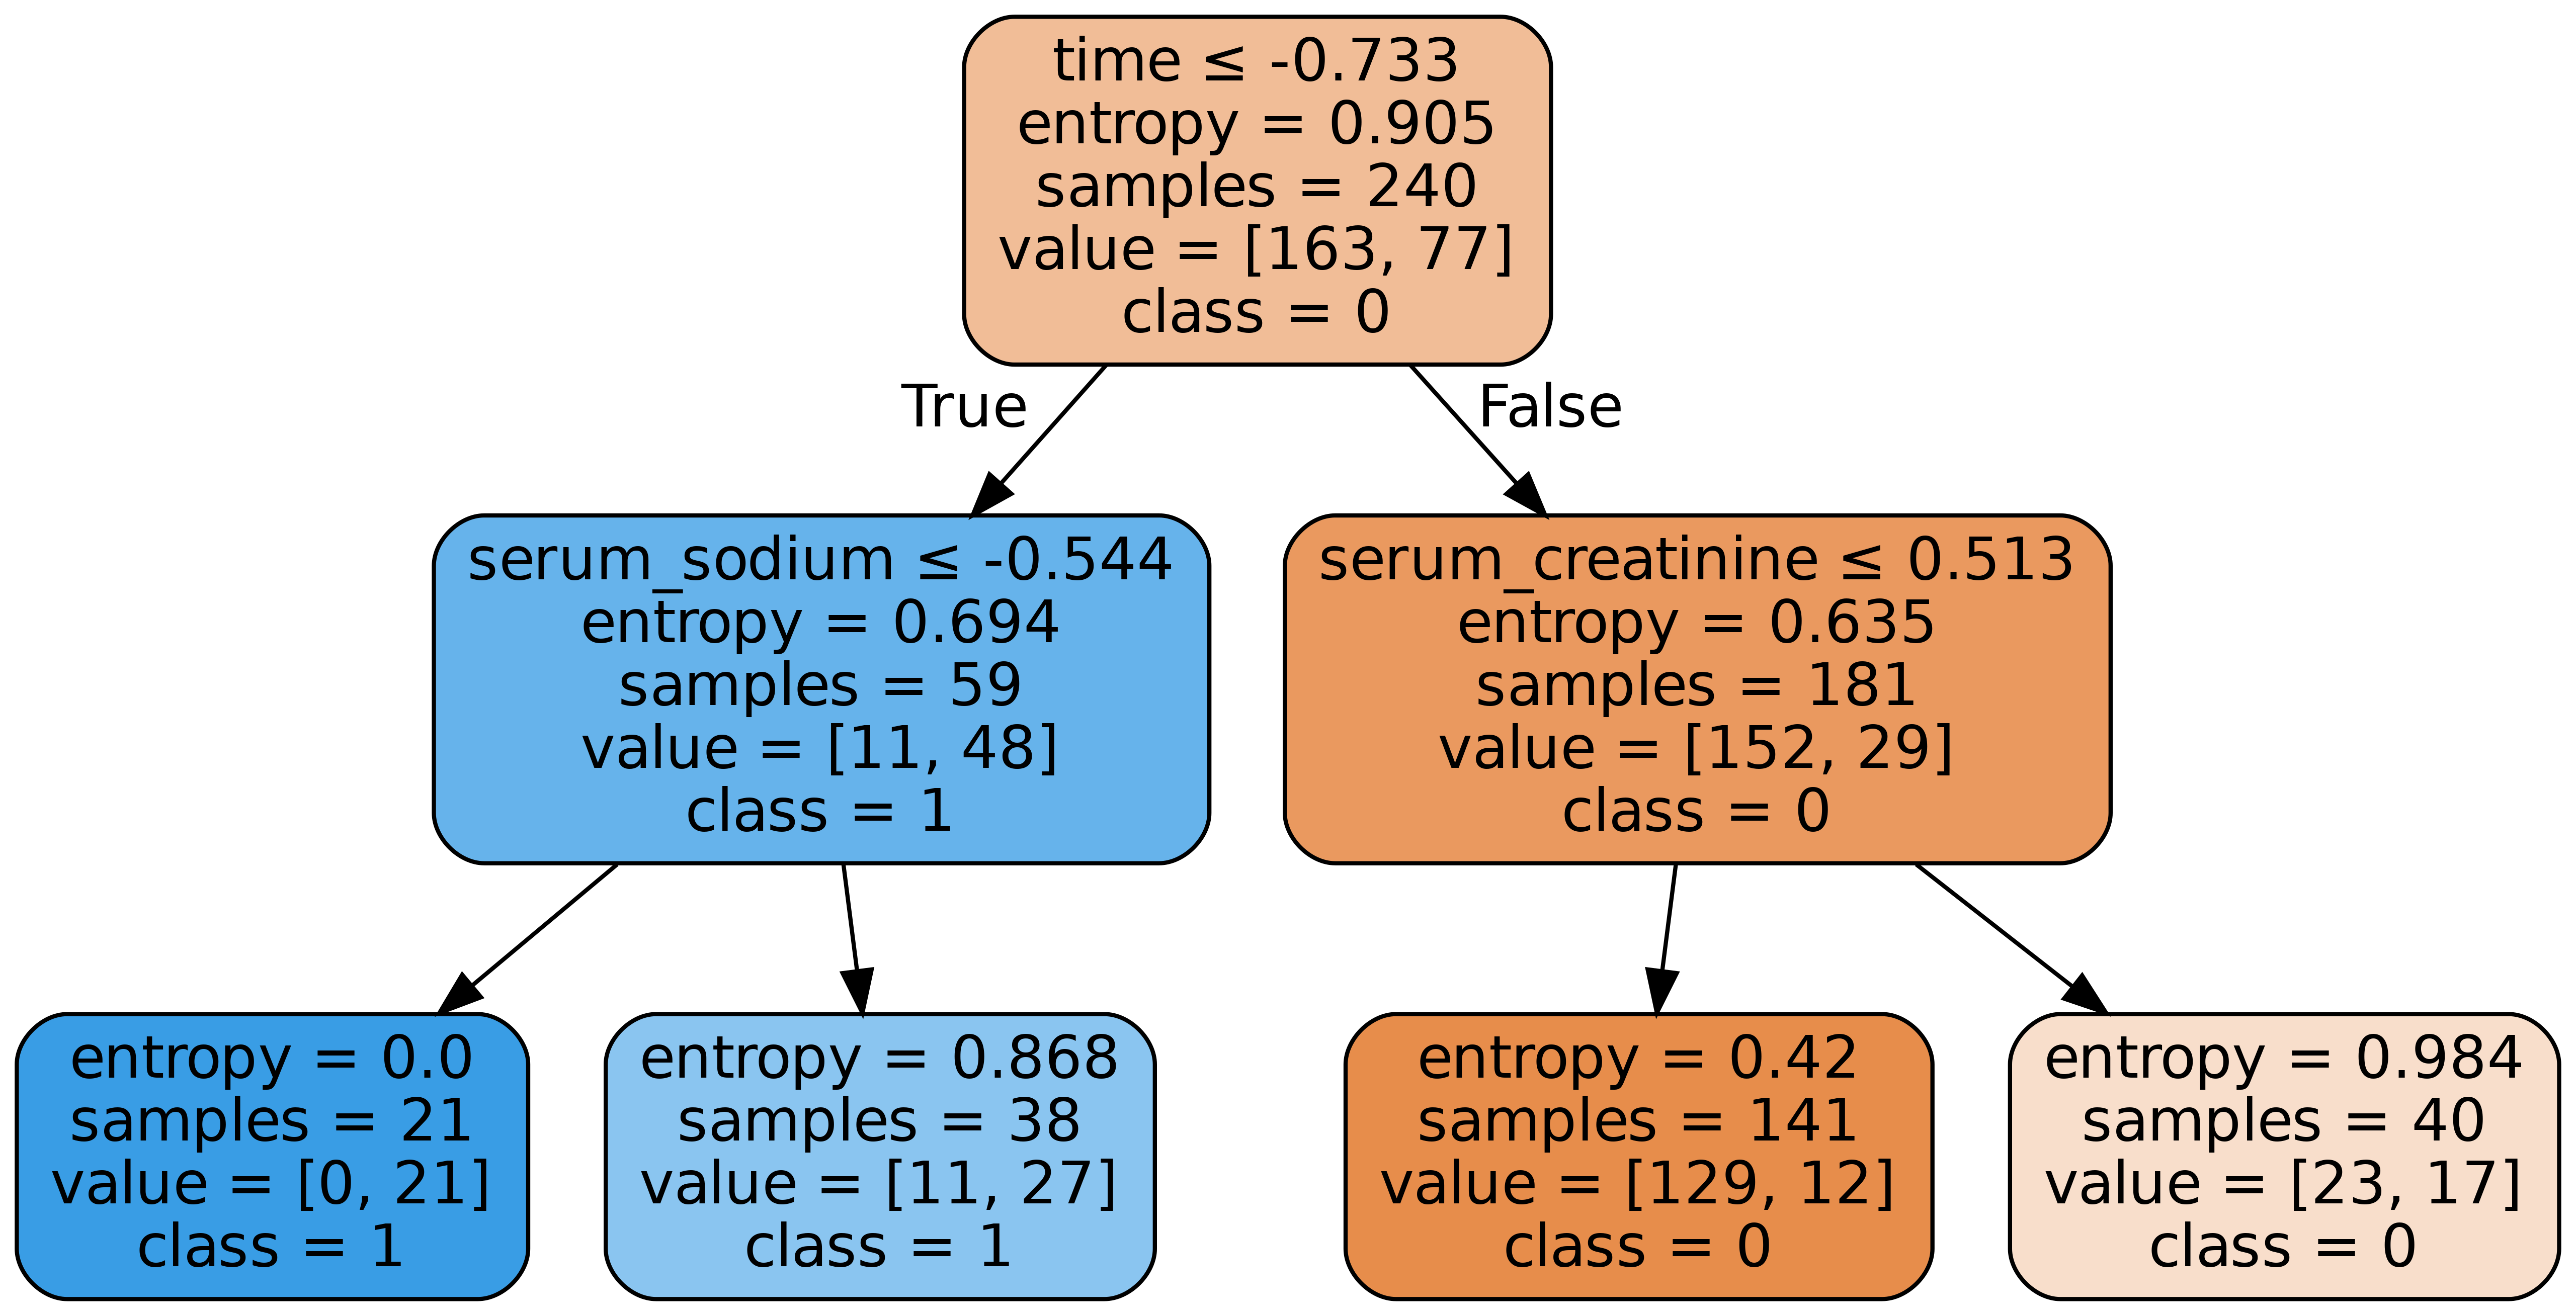 time ≤ -0.733
entropy = 0.905
samples = 240
value = [163, 77]
class = 0
True
False
serum_sodium ≤ -0.544
entropy = 0.694
samples = 59
value = [11, 48]
class = 1
serum_creatinine ≤ 0.513
entropy = 0.635
samples = 181
value = [152, 29]
class = 0
entropy = 0.0
samples = 21
value = [0, 21]
class = 1
entropy = 0.868
samples = 38
value = [11, 27]
class = 1
entropy = 0.42
samples = 141
value = [129, 12]
class = 0
entropy = 0.984
samples = 40
value = [23, 17]
class = 0